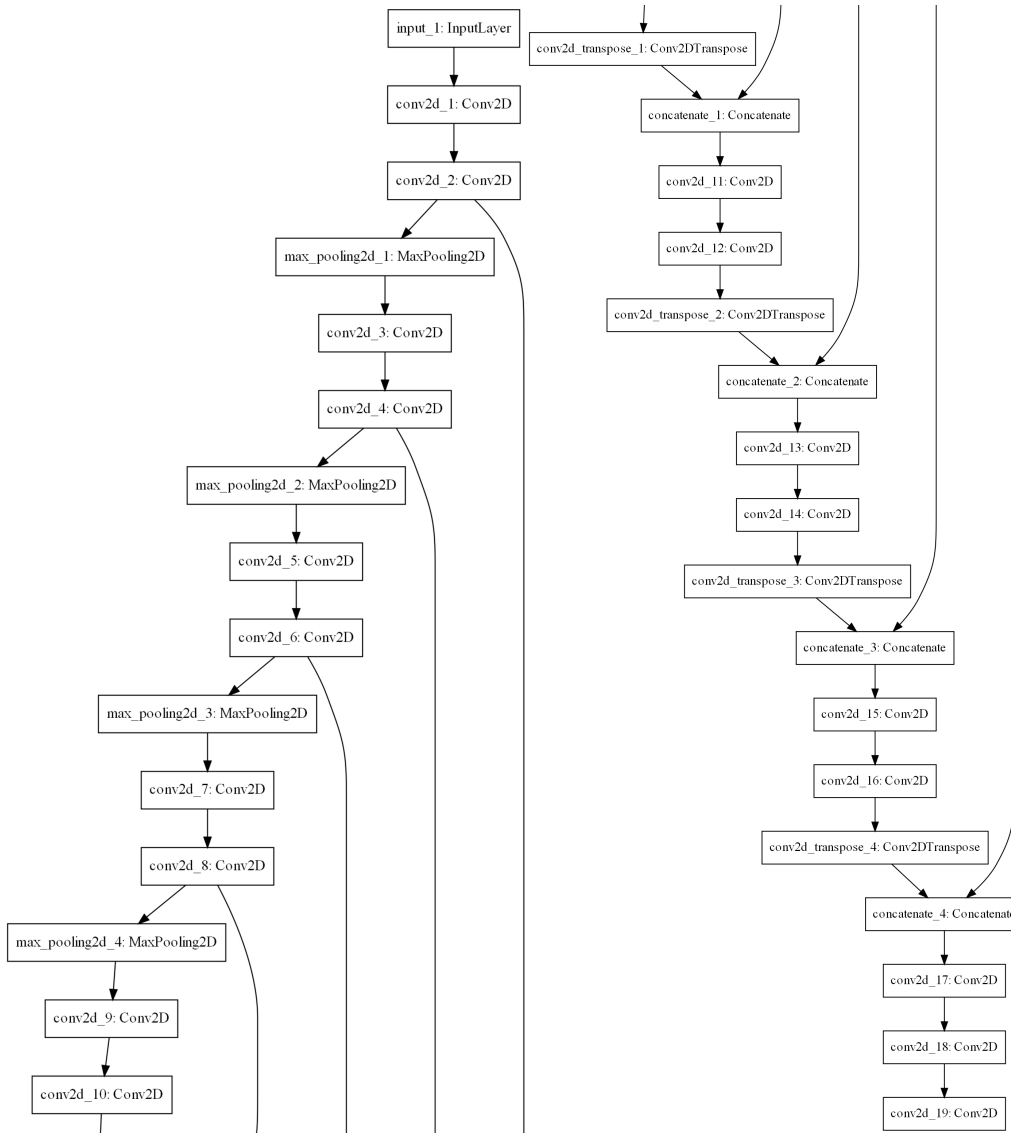 input_1: InputLayer
conv2d_1: Conv2D
conv2d_2: Conv2D
max_pooling2d_1: MaxPooling2D
conv2d_3: Conv2D
conv2d_4: Conv2D
max_pooling2d_2: MaxPooling2D
conv2d_5: Conv2D
conv2d_6: Conv2D
max_pooling2d_3: MaxPooling2D
conv2d_7: Conv2D
conv2d_8: Conv2D
max_pooling2d_4: MaxPooling2D
conv2d_9: Conv2D
conv2d_10: Conv2D
conv2d_transpose_1: Conv2DTranspose
concatenate_1: Concatenate
conv2d_11: Conv2D
conv2d_12: Conv2D
conv2d_transpose_2: Conv2DTranspose
concatenate_2: Concatenate
conv2d_13: Conv2D
conv2d_14: Conv2D
conv2d_transpose_3: Conv2DTranspose
concatenate_3: Concatenate
conv2d_15: Conv2D
conv2d_16: Conv2D
conv2d_transpose_4: Conv2DTranspose
concatenate_4: Concatenate
conv2d_17: Conv2D
conv2d_18: Conv2D
conv2d_19: Conv2D